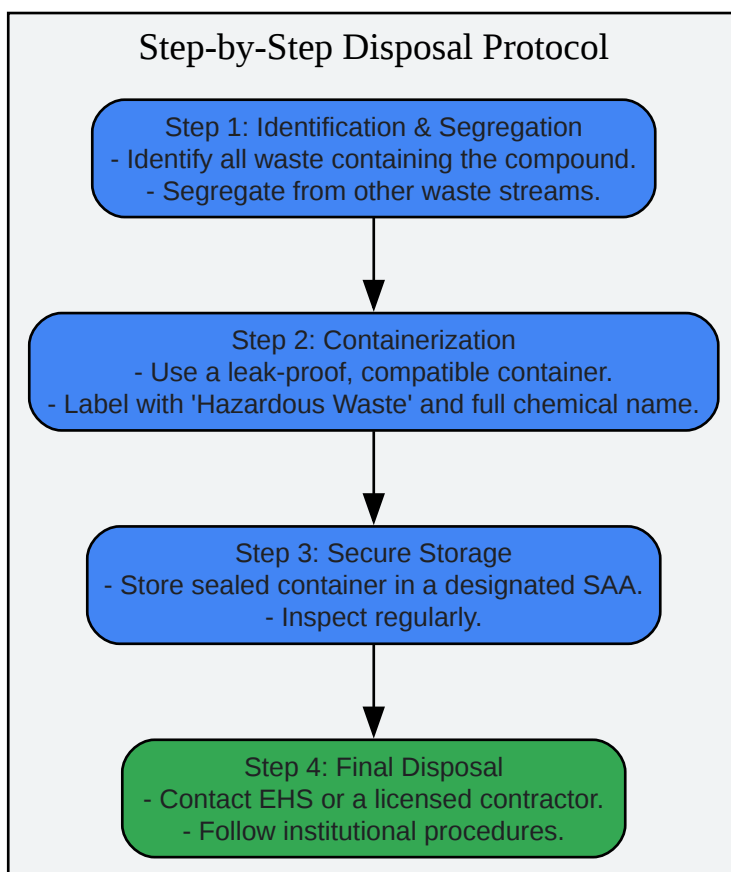 Step-by-Step Disposal Protocol
Step 1: Identification & Segregation
- Identify all waste containing the compound.
- Segregate from other waste streams.
Step 2: Containerization
- Use a leak-proof, compatible container.
- Label with 'Hazardous Waste' and full chemical name.
Step 3: Secure Storage
- Store sealed container in a designated SAA.
- Inspect regularly.
Step 4: Final Disposal
- Contact EHS or a licensed contractor.
- Follow institutional procedures.